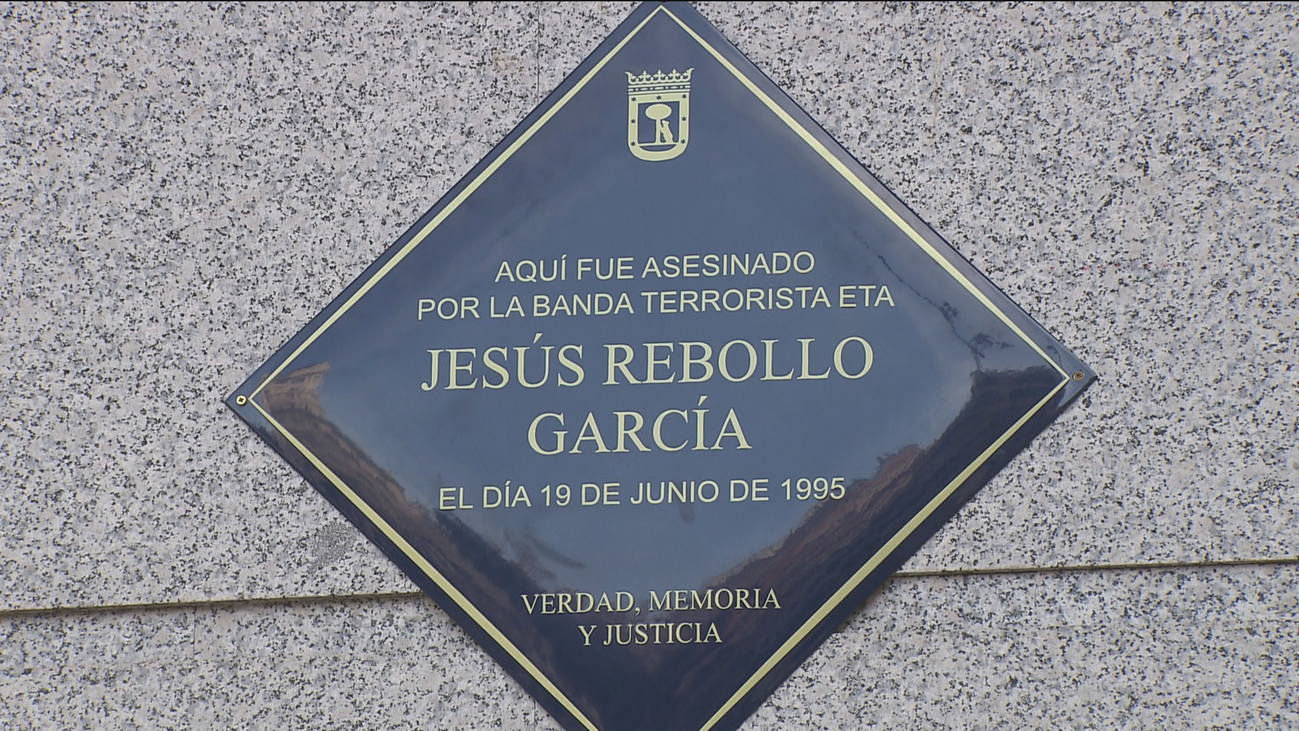 AQUÍ FUE ASESINADO
POR LA BANDA TERRORISTA ETA
JESÚS REBOLLO
GARCÍA
EL DÍA 19 DE JUNIO DE 1995
VERDAD, MEMORIA
Y JUSTICIA